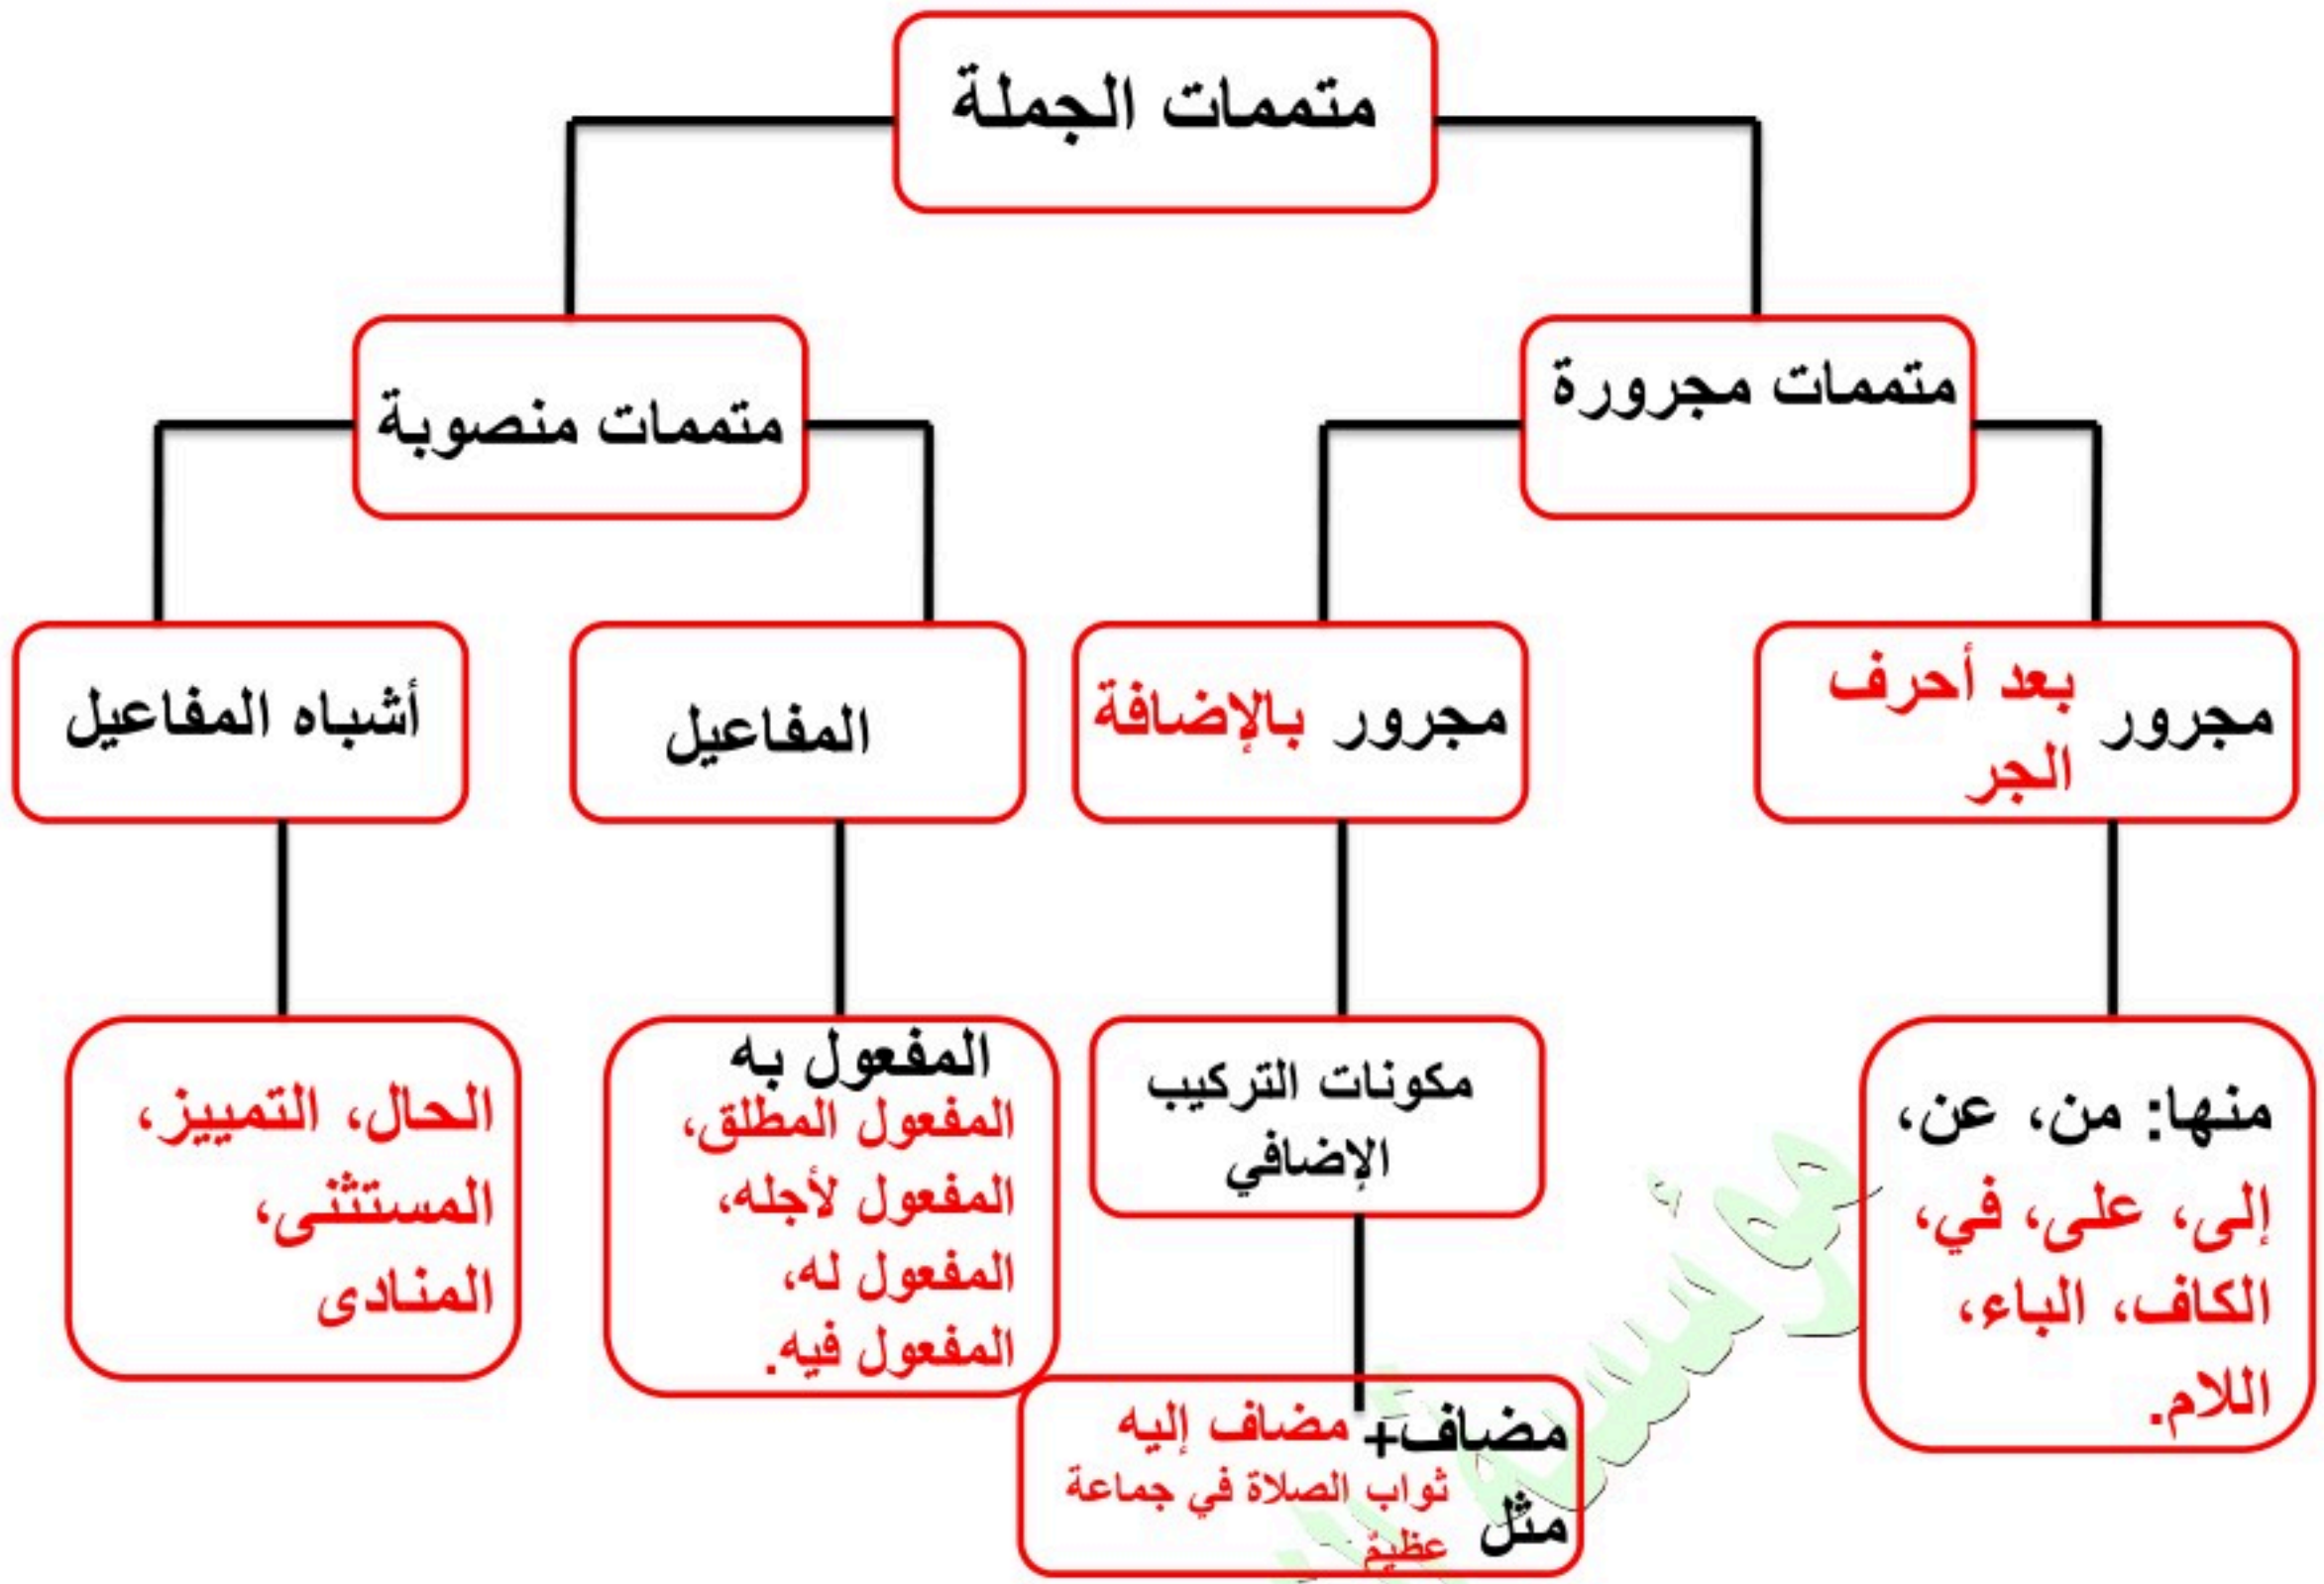 متممات الجملة
متممات مجرورة
متممات منصوبة
مجرور بعد أحرف
الجر
مجرور بالإضافة
المفاعيل
أشباه المفاعيل
منها: من، عن،
إلى، على، في،
الكاف، الباء،
اللام.
مكونات التركيب
الإضافي
مضاف+ مضاف إليه
مثل ثواب الصلاة في جماعة
عظيمٌ
المفعول به
المفعول المطلق،
المفعول لأجله،
المفعول له،
المفعول فيه.
الحال، التمييز،
المستثنى،
المنادى